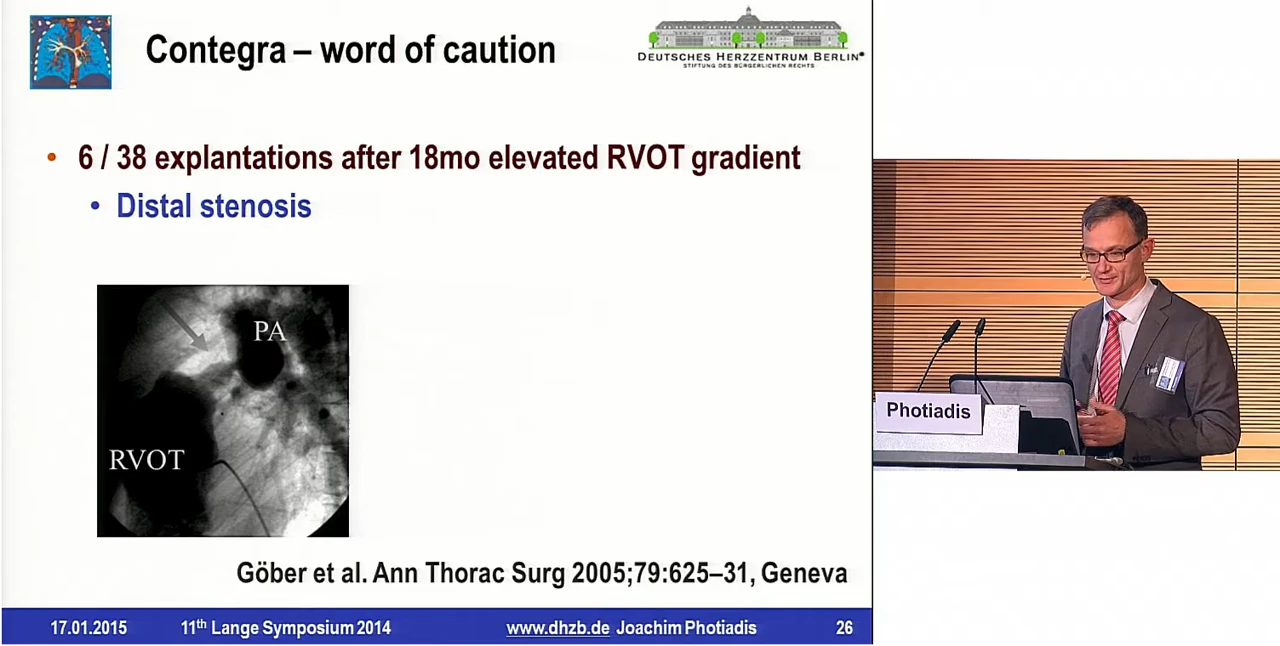 Contegra – word of caution
DEUTSCHES HERZZENTRUM BERLIN
STIFTUNG DES BÜRGERLICHEN RECHTS
• 6 / 38 explantations after 18mo elevated RVOT gradient
• Distal stenosis
PA
RVOT
Göber et al. Ann Thorac Surg 2005;79:625–31, Geneva
17.01.2015 11th Lange Symposium 2014 www.dhzb.de Joachim Photiadis 26
Photiadis